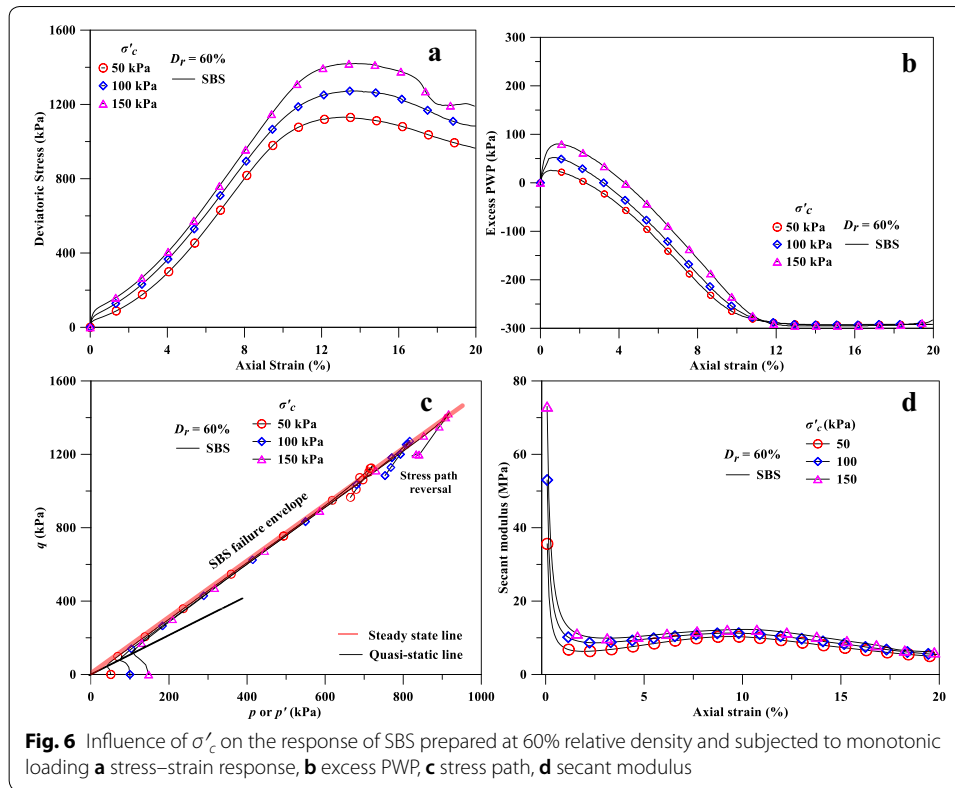 1600
1200
800
400
0
Deviatoric Stress (kPa)
σ'c
50 kPa
100 kPa
150 kPa
Dr = 60%
SBS
a
0 4 8 12 16 20
Axial Strain (%)
300
200
100
0
-100
-200
-300
Excess PWP (kPa)
b
σ'c
50 kPa
100 kPa
150 kPa
Dr = 60%
SBS
0 4 8 12 16 20
Axial strain (%)
1600
1200
800
400
0
q (kPa)
σ'c
Dr = 60%
SBS
50 kPa
100 kPa
150 kPa
c
Stress path
reversal
SBS failure envelope
Steady state line
Quasi-static line
0 200 400 600 800 1000
p or p' (kPa)
80
60
40
20
0
Secant modulus (MPa)
d
σ'c (kPa)
Dr = 60%
SBS
50
100
150
0 5 10 15 20
Axial strain (%)
Fig. 6 Influence of σ'c on the response of SBS prepared at 60% relative density and subjected to monotonic
loading a stress–strain response, b excess PWP, c stress path, d secant modulus